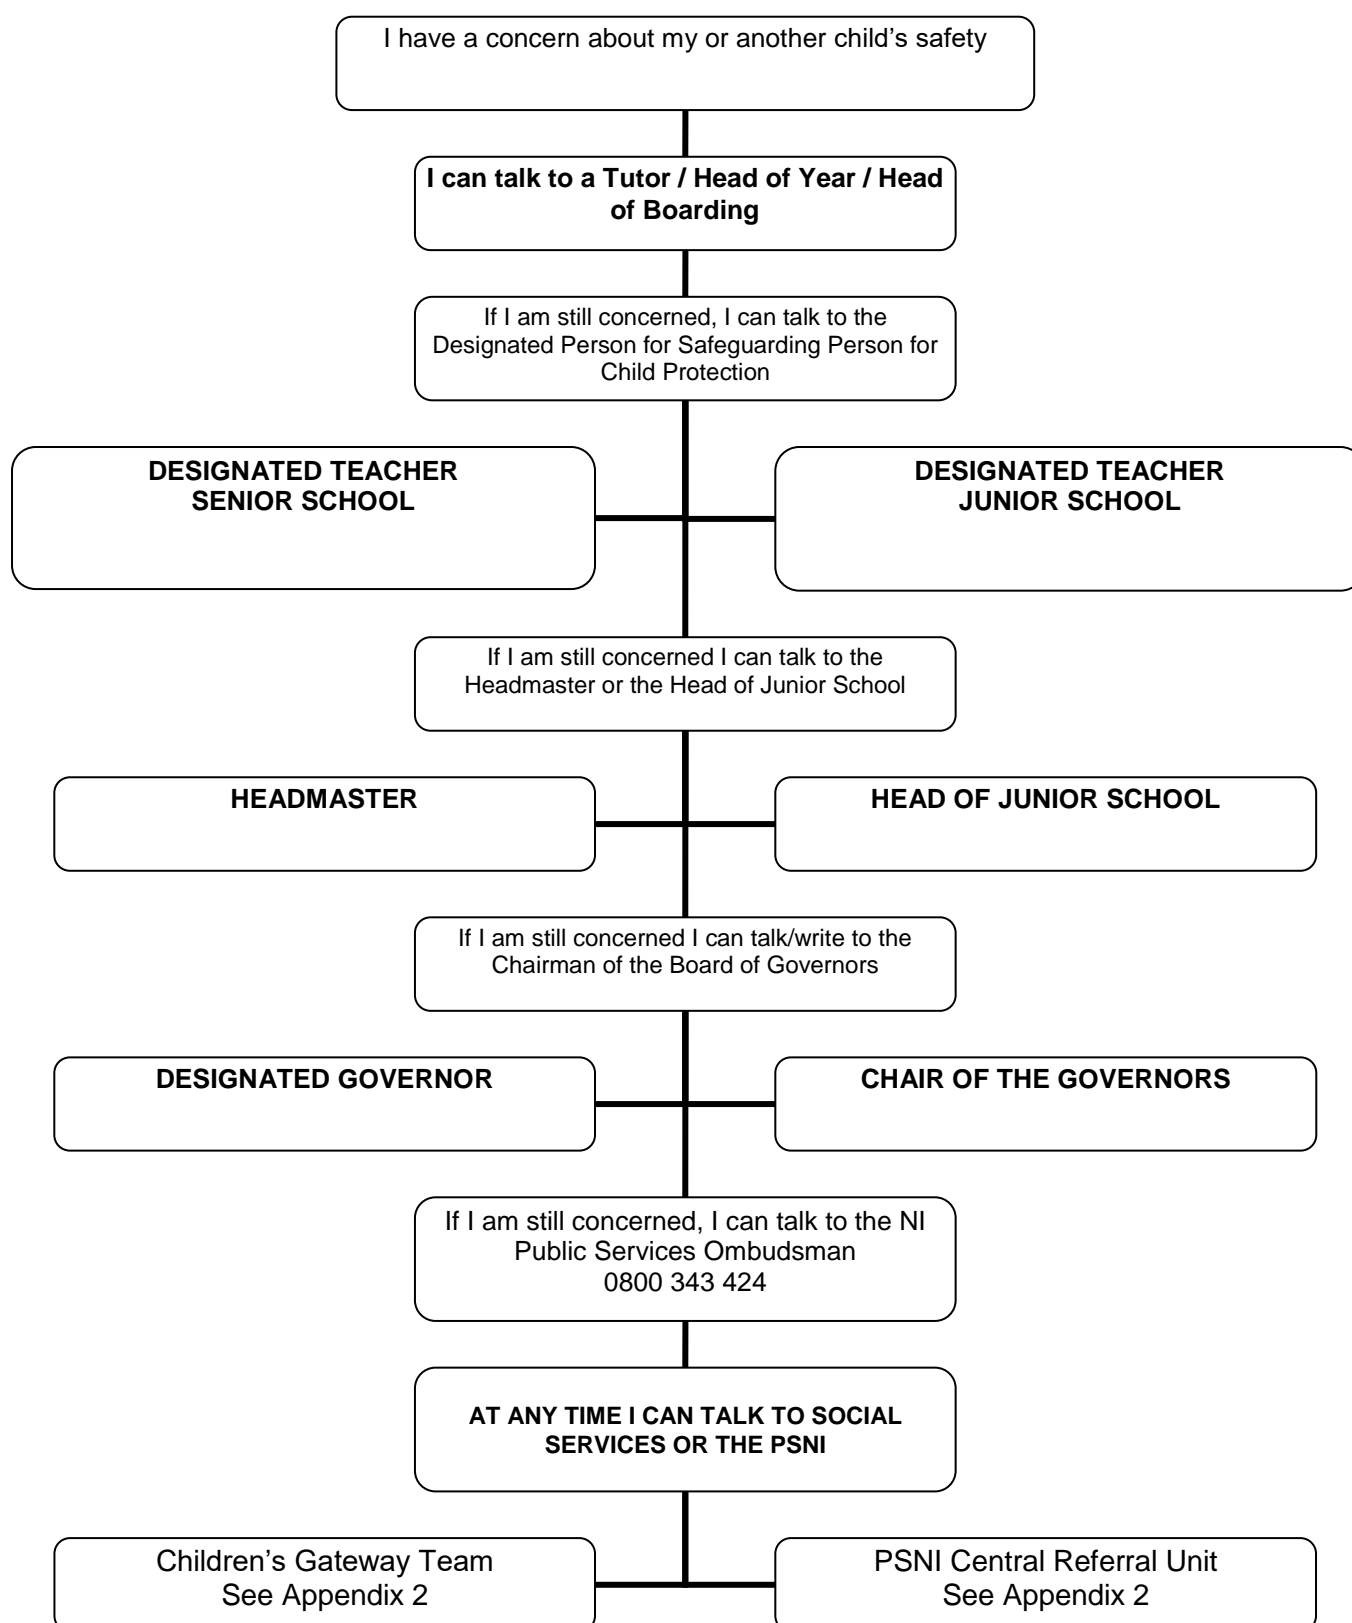 I have a concern about my or another child’s safety
I can talk to a Tutor / Head of Year / Head
of Boarding
If I am still concerned, I can talk to the
Designated Person for Safeguarding Person for
Child Protection
DESIGNATED TEACHER
SENIOR SCHOOL
DESIGNATED TEACHER
JUNIOR SCHOOL
If I am still concerned I can talk to the
Headmaster or the Head of Junior School
HEADMASTER
HEAD OF JUNIOR SCHOOL
If I am still concerned I can talk/write to the
Chairman of the Board of Governors
DESIGNATED GOVERNOR
CHAIR OF THE GOVERNORS
If I am still concerned, I can talk to the NI
Public Services Ombudsman
0800 343 424
AT ANY TIME I CAN TALK TO SOCIAL
SERVICES OR THE PSNI
Children’s Gateway Team
See Appendix 2
PSNI Central Referral Unit
See Appendix 2